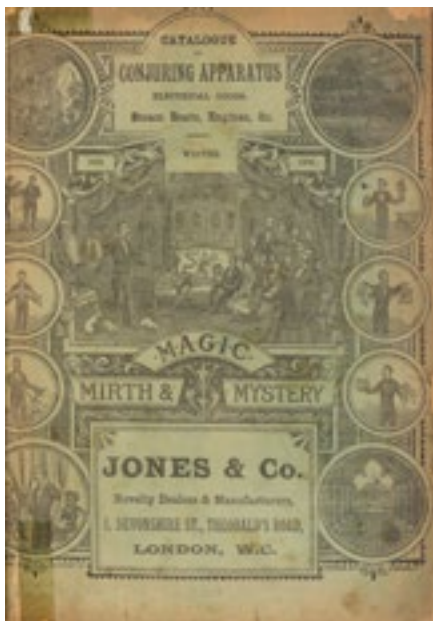 CATALOGUE
OF
CONJURING APPARATUS
ELECTRICAL GOODS
Steam Boats, Engines, &c.
WINTER
MAGIC
MIRTH & MYSTERY
JONES & Co.
Novelty Dealers & Manufacturers,
DEVONSHIRE ST., THEOBALD'S ROAD,
LONDON, W.C.